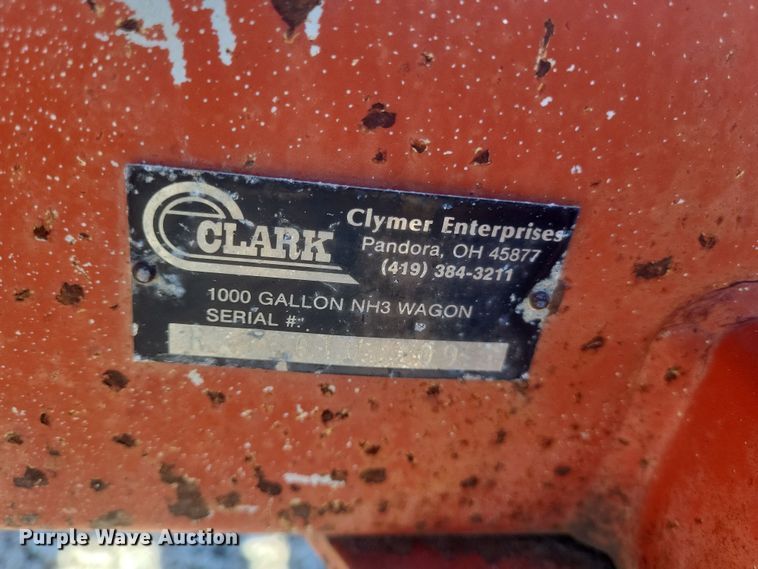 CLARK
Clymer Enterprises
Pandora, OH 45877
(419) 384-3211
1000 GALLON NH3 WAGON
SERIAL #:
Purple Wave Auction